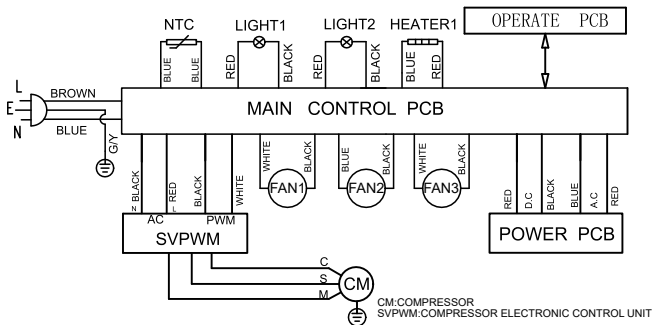 NTC LIGHT1 LIGHT2 HEATER1 OPERATE PCB
BLUE BLUE RED BLACK RED BLACK BLUE RED
L BROWN
E MAIN CONTROL PCB
N BLUE
G/Y
BLACK RED BLACK WHITE WHITE BLACK BLUE BLACK WHITE BLACK RED D.C BLACK BLUE A.C RED
FAN1 FAN2 FAN3
N L
AC PWM
SVPWM POWER PCB
C
S CM
M
CM:COMPRESSOR
SVPWM:COMPRESSOR ELECTRONIC CONTROL UNIT